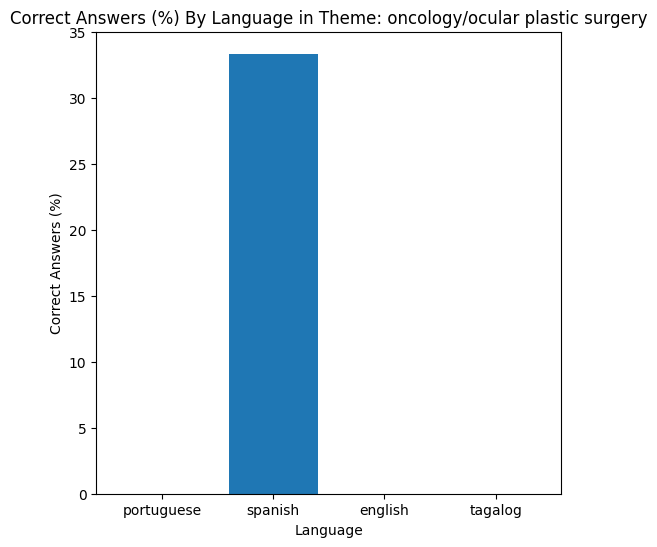 Correct Answers (%) By Language in Theme: oncology/ocular plastic surgery
35
30
25
20
15
10
5
0
Correct Answers (%)
portuguese spanish english tagalog
Language